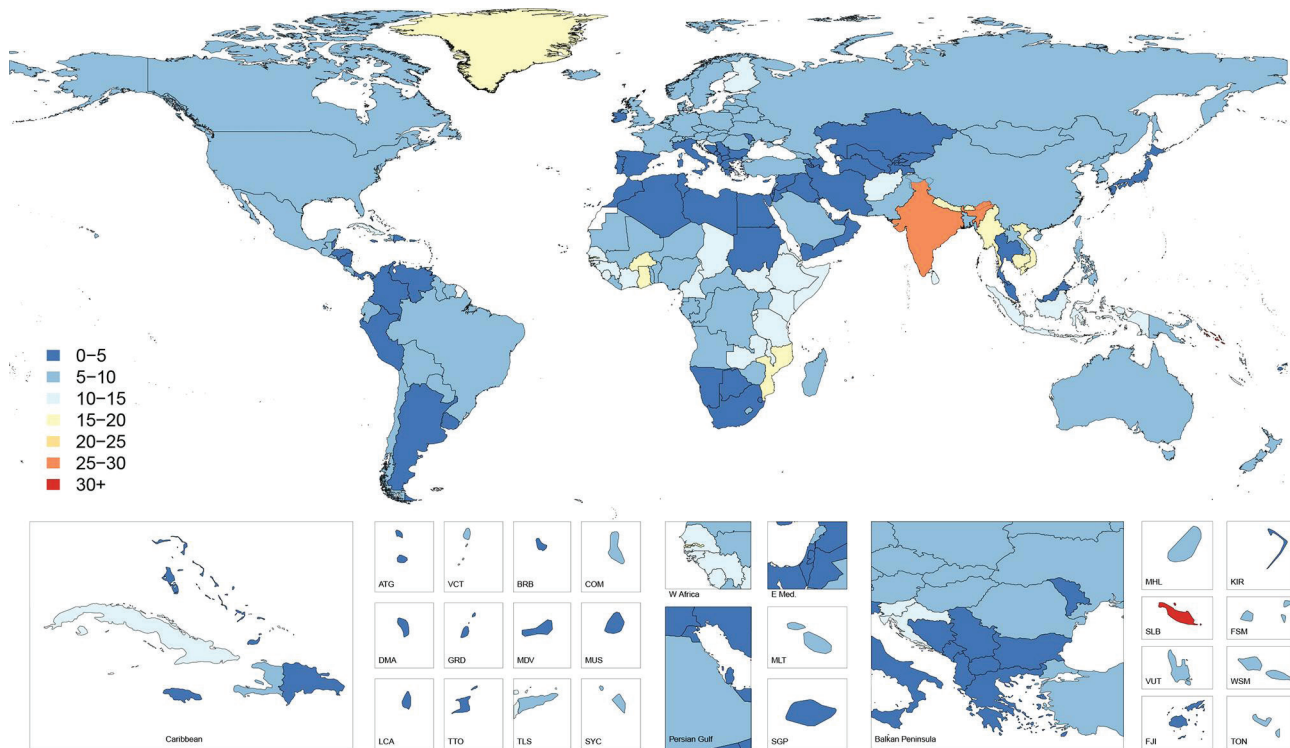 0−5
5−10
10−15
15−20
20−25
25−30
30+
ATG
VCT
BRB
COM
W Africa
E Med.
MHL
KIR
DMA
GRD
MDV
MUS
MLT
SLB
FSM
LCA
TTO
TLS
SYC
SGP
VUT
WSM
Caribbean
Persian Gulf
Balkan Peninsula
FJI
TON